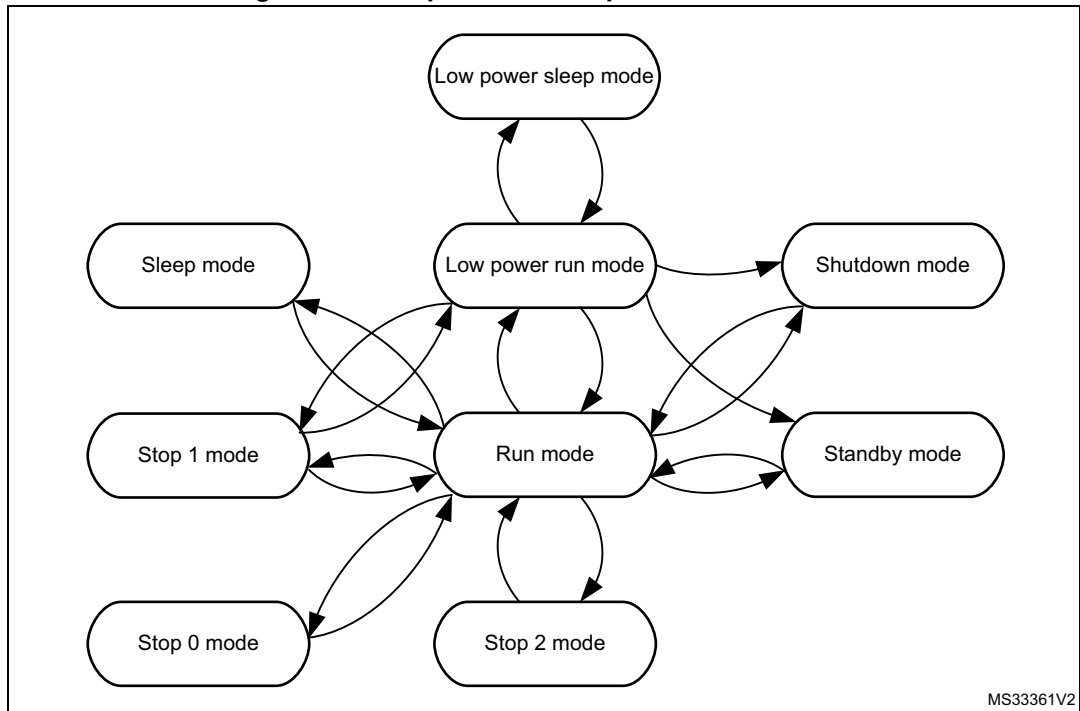 Low power sleep mode
Sleep mode
Low power run mode
Shutdown mode
Stop 1 mode
Run mode
Standby mode
Stop 0 mode
Stop 2 mode
MS33361V2